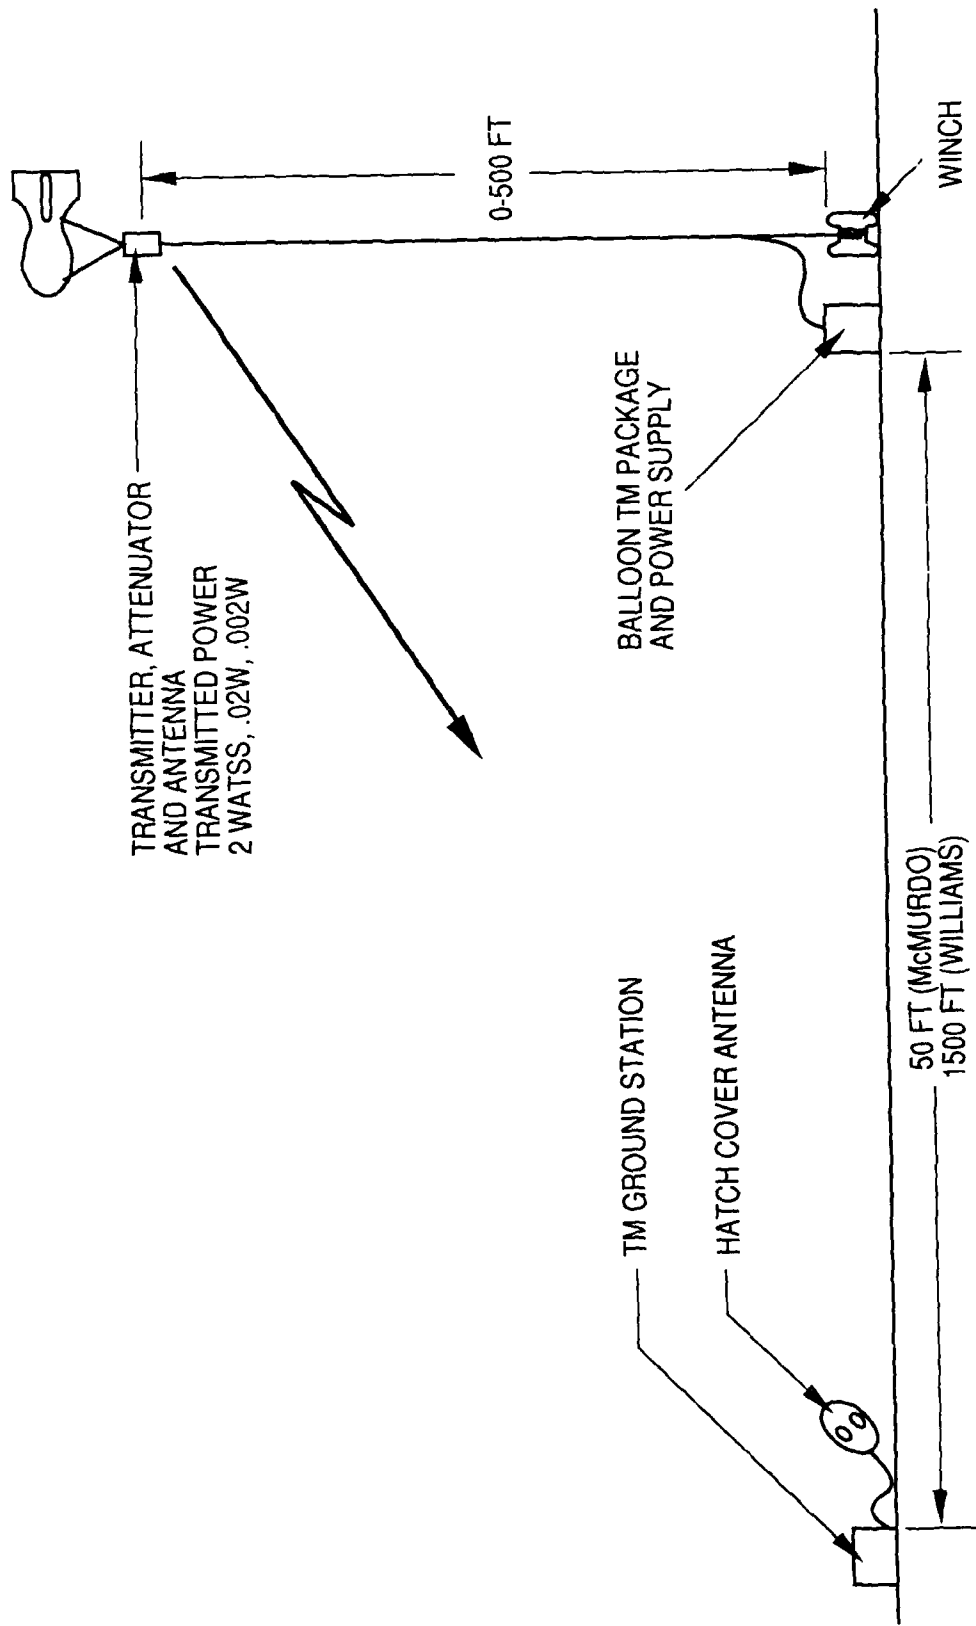 TRANSMITTER, ATTENUATOR
AND ANTENNA
TRANSMITTED POWER
2 WATSS, .02W, .002W
0-500 FT
BALLOON TM PACKAGE
AND POWER SUPPLY
WINCH
TM GROUND STATION
HATCH COVER ANTENNA
50 FT (McMURDO)
1500 FT (WILLIAMS)